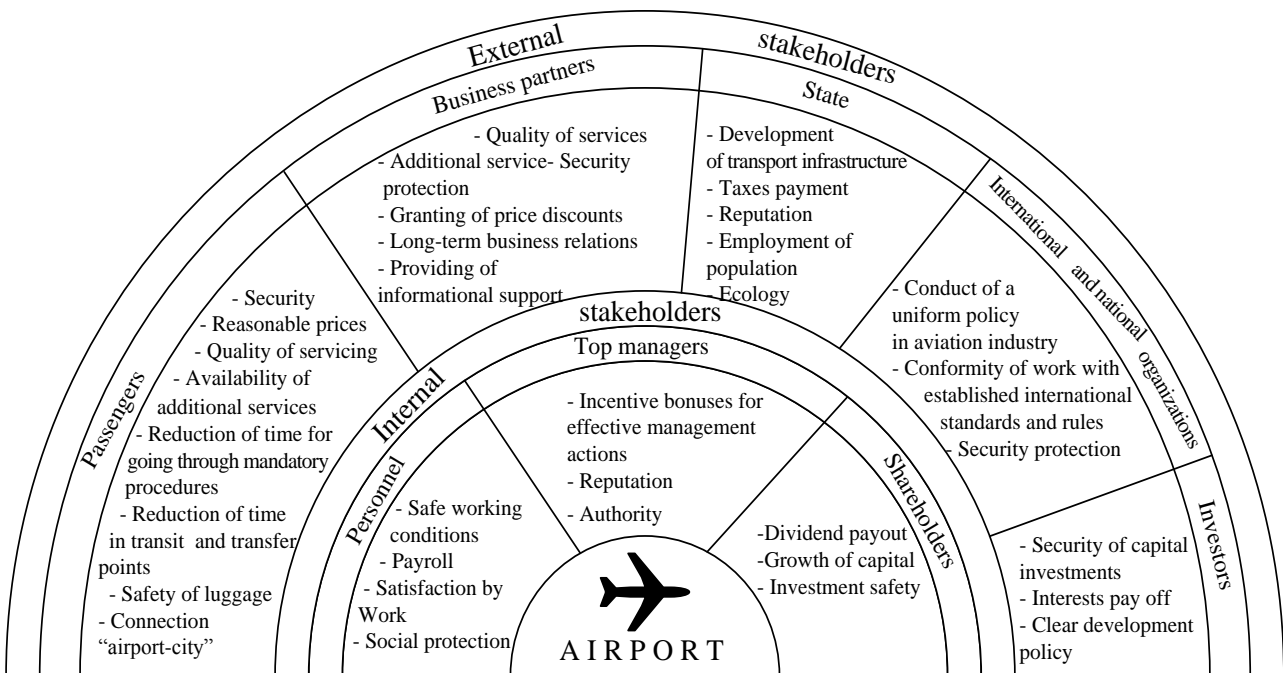 External stakeholders
Business partners
- Quality of services
- Additional service- Security
protection
- Granting of price discounts
- Long-term business relations
- Providing of
informational support
State
- Development
of transport infrastructure
- Taxes payment
- Reputation
- Employment of
population
- Ecology
International and national organizations
- Conduct of a
uniform policy
in aviation industry
- Conformity of work with
established international
standards and rules
- Security protection
Investors
- Security of capital
investments
- Interests pay off
- Clear development
policy
Passengers
- Security
- Reasonable prices
- Quality of servicing
- Availability of
additional services
- Reduction of time for
going through mandatory
procedures
- Reduction of time
in transit and transfer
points
- Safety of luggage
- Connection
“airport-city”
Internal stakeholders
Personnel
- Safe working
conditions
- Payroll
- Satisfaction by
Work
- Social protection
Top managers
- Incentive bonuses for
effective management
actions
- Reputation
- Authority
Shareholders
-Dividend payout
-Growth of capital
- Investment safety
AIRPORT